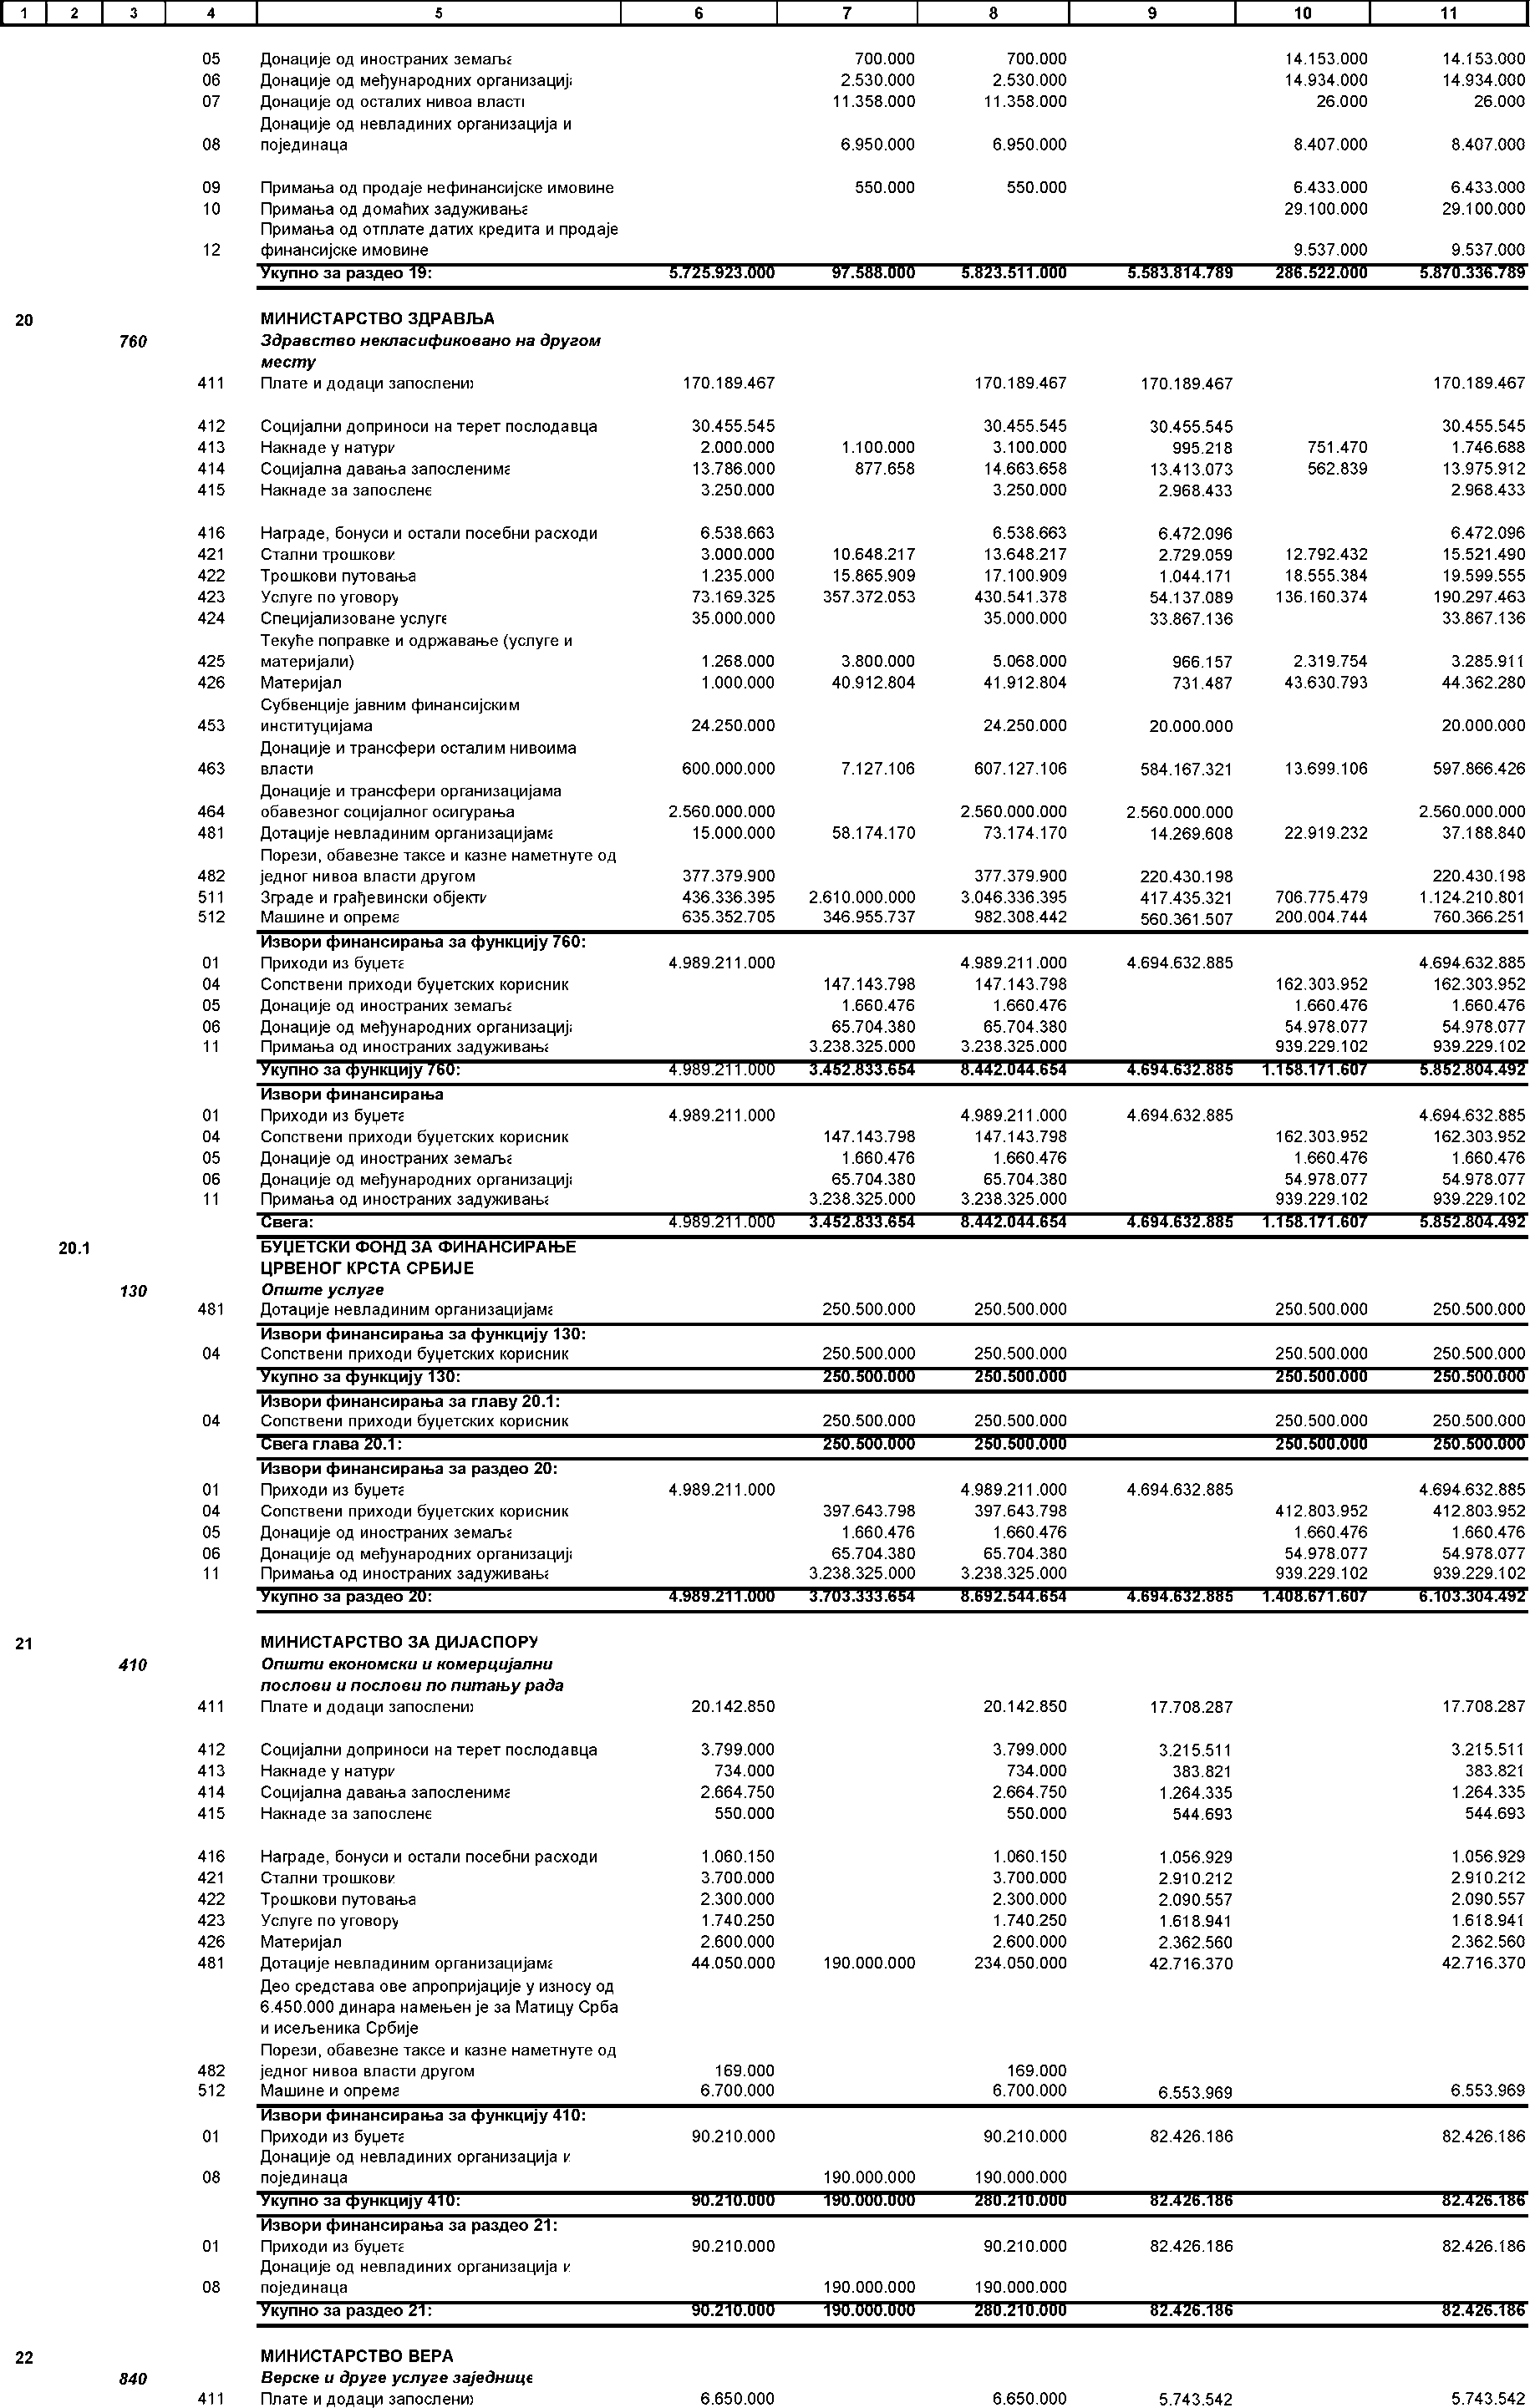 1 2 3 4 5 6 7 8 9 10 11
05 Донације од иностраних земаља 700.000 700.000 14.153.000 14.153.000
06 Донације од међународних организациј 2.530.000 2.530.000 14.934.000 14.934.000
07 Донације од осталих нивоа власти 11.358.000 11.358.000 26.000 26.000
Донације од невладиних организација и
08 појединаца 6.950.000 6.950.000 8.407.000 8.407.000
09 Примања од продаје нефинансијске имовине 550.000 550.000 6.433.000 6.433.000
10 Примања од домаћих задуживања 29.100.000 29.100.000
Примања од отплате датих кредита и продаје
12 финансијске имовине 9.537.000 9.537.000
Укупно за раздео 19: 5.725.923.000 97.588.000 5.823.511.000 5.583.814.789 286.522.000 5.870.336.789
20 МИНИСТАРСТВО ЗДРАВЉА
760 Здравство некласификовано на другом
месту
411 Плате и додаци запослених 170.189.467 170.189.467 170.189.467 170.189.467
412 Социјални доприноси на терет послодавца 30.455.545 30.455.545 30.455.545 30.455.545
413 Накнаде у натури 2.000.000 1.100.000 3.100.000 995.218 751.470 1.746.688
414 Социјална давања запосленима 13.786.000 877.658 14.663.658 13.413.073 562.839 13.975.912
415 Накнаде за запослене 3.250.000 3.250.000 2.968.433 2.968.433
416 Награде, бонуси и остали посебни расходи 6.538.663 6.538.663 6.472.096 6.472.096
421 Стални трошкови 3.000.000 10.648.217 13.648.217 2.729.059 12.792.432 15.521.490
422 Трошкови путовања 1.235.000 15.865.909 17.100.909 1.044.171 18.555.384 19.599.555
423 Услуге по уговору 73.169.325 357.372.053 430.541.378 54.137.089 136.160.374 190.297.463
424 Специјализоване услуге 35.000.000 35.000.000 33.867.136 33.867.136
Текуће поправке и одржавање (услуге и
425 материјали) 1.268.000 3.800.000 5.068.000 966.157 2.319.754 3.285.911
426 Материјал 1.000.000 40.912.804 41.912.804 731.487 43.630.793 44.362.280
Субвенције јавним финансијским
453 институцијама 24.250.000 24.250.000 20.000.000 20.000.000
Донације и трансфери осталим нивоима
463 власти 600.000.000 7.127.106 607.127.106 584.167.321 13.699.106 597.866.426
Донације и трансфери организацијама
464 обавезног социјалног осигурања 2.560.000.000 2.560.000.000 2.560.000.000 2.560.000.000
481 Дотације невладиним организацијама 15.000.000 58.174.170 73.174.170 14.269.608 22.919.232 37.188.840
Порези, обавезне таксе и казне наметнуте од
482 једног нивоа власти другом 377.379.900 377.379.900 220.430.198 220.430.198
511 Зграде и грађевински објекти 436.336.395 2.610.000.000 3.046.336.395 417.435.321 706.775.479 1.124.210.801
512 Машине и опрема 635.352.705 346.955.737 982.308.442 560.361.507 200.004.744 760.366.251
Извори финансирања за функцију 760:
01 Приходи из буџета 4.989.211.000 4.989.211.000 4.694.632.885 4.694.632.885
04 Сопствени приходи буџетских корисник 147.143.798 147.143.798 162.303.952 162.303.952
05 Донације од иностраних земаља 1.660.476 1.660.476 1.660.476 1.660.476
06 Донације од међународних организациј 65.704.380 65.704.380 54.978.077 54.978.077
11 Примања од иностраних задуживања 3.238.325.000 3.238.325.000 939.229.102 939.229.102
Укупно за функцију 760: 4.989.211.000 3.452.833.654 8.442.044.654 4.694.632.885 1.158.171.607 5.852.804.492
Извори финансирања
01 Приходи из буџета 4.989.211.000 4.989.211.000 4.694.632.885 4.694.632.885
04 Сопствени приходи буџетских корисник 147.143.798 147.143.798 162.303.952 162.303.952
05 Донације од иностраних земаља 1.660.476 1.660.476 1.660.476 1.660.476
06 Донације од међународних организациј 65.704.380 65.704.380 54.978.077 54.978.077
11 Примања од иностраних задуживања 3.238.325.000 3.238.325.000 939.229.102 939.229.102
Свега: 4.989.211.000 3.452.833.654 8.442.044.654 4.694.632.885 1.158.171.607 5.852.804.492
20.1 БУЏЕТСКИ ФОНД ЗА ФИНАНСИРАЊЕ
ЦРВЕНОГ КРСТА СРБИЈЕ
130 Опште услуге
481 Дотације невладиним организацијама 250.500.000 250.500.000 250.500.000 250.500.000
Извори финансирања за функцију 130:
04 Сопствени приходи буџетских корисник 250.500.000 250.500.000 250.500.000 250.500.000
Укупно за функцију 130: 250.500.000 250.500.000 250.500.000 250.500.000
Извори финансирања за главу 20.1:
04 Сопствени приходи буџетских корисник 250.500.000 250.500.000 250.500.000 250.500.000
Свега глава 20.1: 250.500.000 250.500.000 250.500.000 250.500.000
Извори финансирања за раздео 20:
01 Приходи из буџета 4.989.211.000 4.989.211.000 4.694.632.885 4.694.632.885
04 Сопствени приходи буџетских корисник 397.643.798 397.643.798 412.803.952 412.803.952
05 Донације од иностраних земаља 1.660.476 1.660.476 1.660.476 1.660.476
06 Донације од међународних организациј 65.704.380 65.704.380 54.978.077 54.978.077
11 Примања од иностраних задуживања 3.238.325.000 3.238.325.000 939.229.102 939.229.102
Укупно за раздео 20: 4.989.211.000 3.703.333.654 8.692.544.654 4.694.632.885 1.408.671.607 6.103.304.492
21 МИНИСТАРСТВО ЗА ДИЈАСПОРУ
410 Општи економски и комерцијални
послови и послови по питању рада
411 Плате и додаци запослених 20.142.850 20.142.850 17.708.287 17.708.287
412 Социјални доприноси на терет послодавца 3.799.000 3.799.000 3.215.511 3.215.511
413 Накнаде у натури 734.000 734.000 383.821 383.821
414 Социјална давања запосленима 2.664.750 2.664.750 1.264.335 1.264.335
415 Накнаде за запослене 550.000 550.000 544.693 544.693
416 Награде, бонуси и остали посебни расходи 1.060.150 1.060.150 1.056.929 1.056.929
421 Стални трошкови 3.700.000 3.700.000 2.910.212 2.910.212
422 Трошкови путовања 2.300.000 2.300.000 2.090.557 2.090.557
423 Услуге по уговору 1.740.250 1.740.250 1.618.941 1.618.941
426 Материјал 2.600.000 2.600.000 2.362.560 2.362.560
481 Дотације невладиним организацијама 44.050.000 190.000.000 234.050.000 42.716.370 42.716.370
Део средстава ове апропријације у износу од
6.450.000 динара намењен је за Матицу Срба
и исељеника Србије
Порези, обавезне таксе и казне наметнуте од
482 једног нивоа власти другом 169.000 169.000
512 Машине и опрема 6.700.000 6.700.000 6.553.969 6.553.969
Извори финансирања за функцију 410:
01 Приходи из буџета 90.210.000 90.210.000 82.426.186 82.426.186
Донације од невладиних организација и
08 појединаца 190.000.000 190.000.000
Укупно за функцију 410: 90.210.000 190.000.000 280.210.000 82.426.186 82.426.186
Извори финансирања за раздео 21:
01 Приходи из буџета 90.210.000 90.210.000 82.426.186 82.426.186
Донације од невладиних организација и
08 појединаца 190.000.000 190.000.000
Укупно за раздео 21: 90.210.000 190.000.000 280.210.000 82.426.186 82.426.186
22 МИНИСТАРСТВО ВЕРА
840 Верске и друге услуге заједнице
411 Плате и додаци запослених 6.650.000 6.650.000 5.743.542 5.743.542